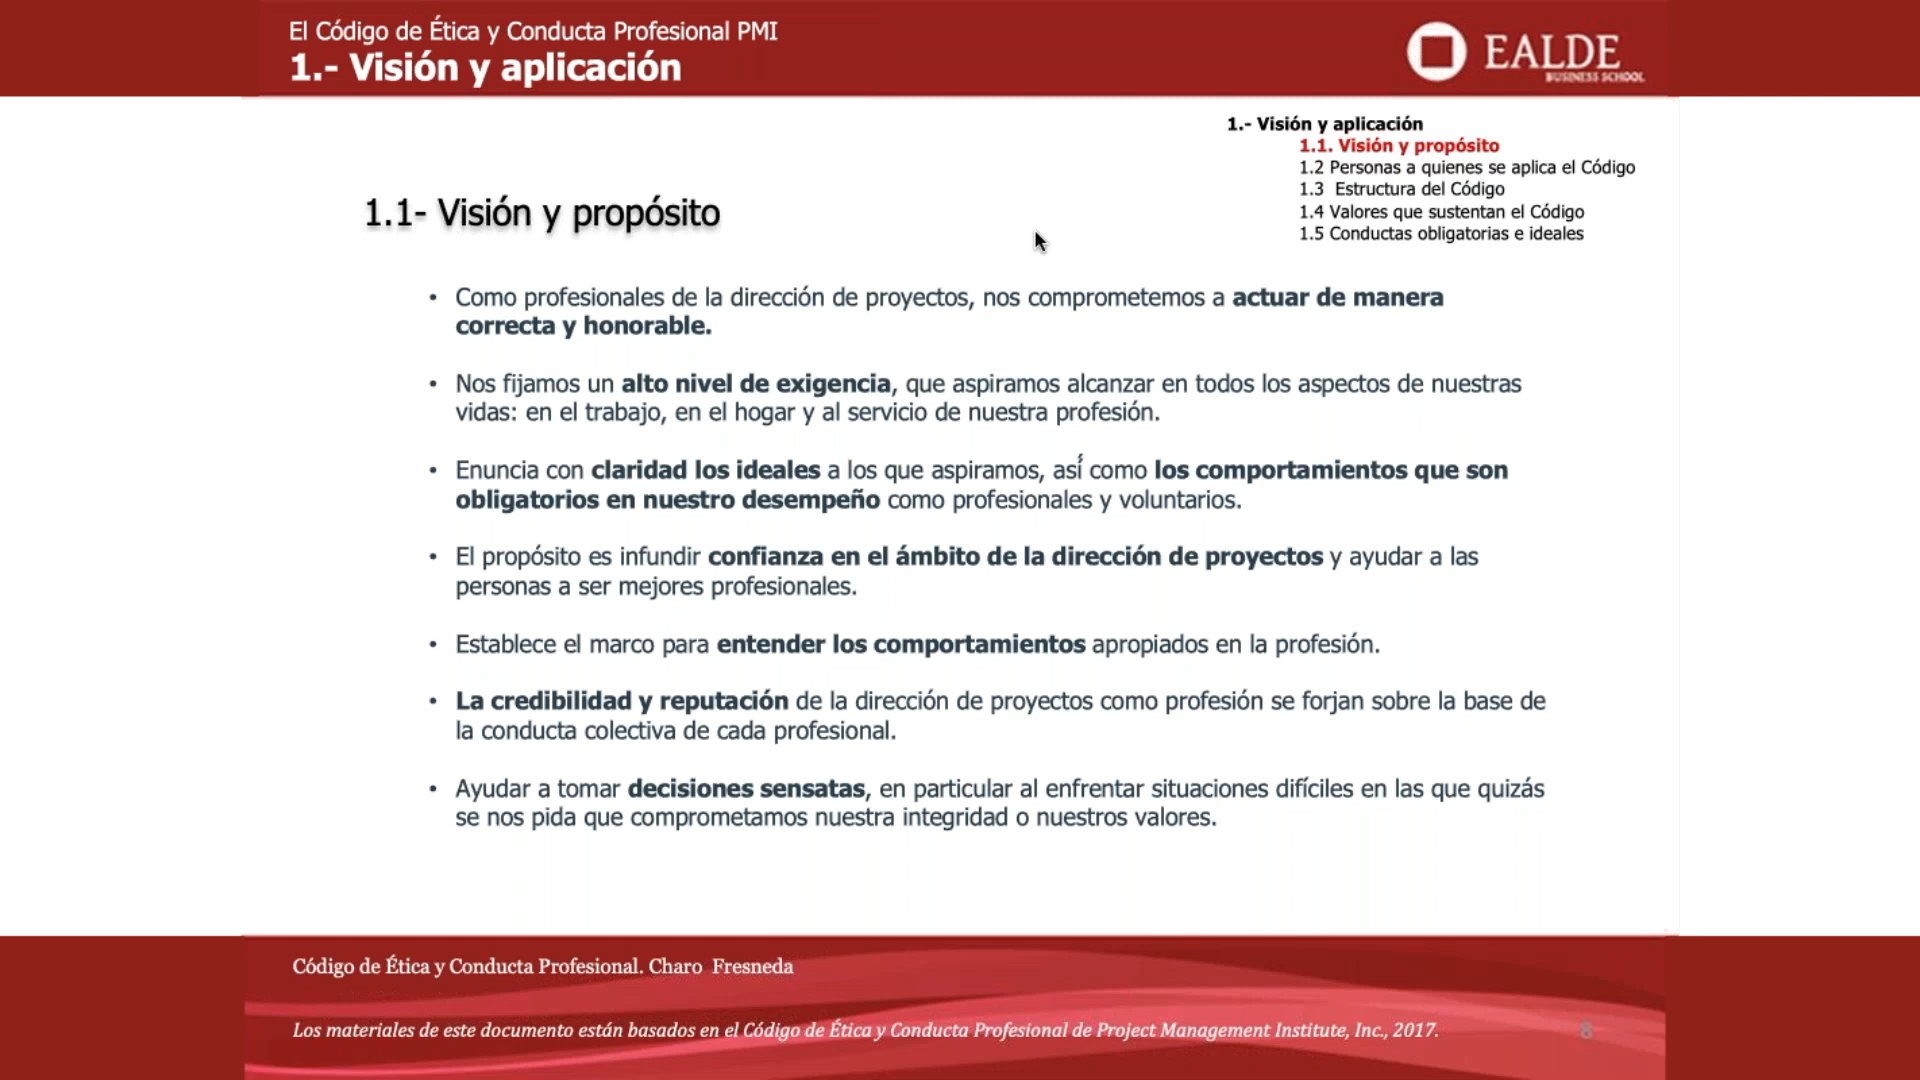 El Código de Ética y Conducta Profesional PMI
1.- Visión y aplicación
EALDE
BUSINESS SCHOOL
1.- Visión y aplicación
1.1. Visión y propósito
1.2 Personas a quienes se aplica el Código
1.3 Estructura del Código
1.4 Valores que sustentan el Código
1.5 Conductas obligatorias e ideales
1.1- Visión y propósito
• Como profesionales de la dirección de proyectos, nos comprometemos a actuar de manera
correcta y honorable.
• Nos fijamos un alto nivel de exigencia, que aspiramos alcanzar en todos los aspectos de nuestras
vidas: en el trabajo, en el hogar y al servicio de nuestra profesión.
• Enuncia con claridad los ideales a los que aspiramos, así como los comportamientos que son
obligatorios en nuestro desempeño como profesionales y voluntarios.
• El propósito es infundir confianza en el ámbito de la dirección de proyectos y ayudar a las
personas a ser mejores profesionales.
• Establece el marco para entender los comportamientos apropiados en la profesión.
• La credibilidad y reputación de la dirección de proyectos como profesión se forjan sobre la base de
la conducta colectiva de cada profesional.
• Ayudar a tomar decisiones sensatas, en particular al enfrentar situaciones difíciles en las que quizás
se nos pida que comprometamos nuestra integridad o nuestros valores.
Código de Ética y Conducta Profesional. Charo Fresneda
Los materiales de este documento están basados en el Código de Ética y Conducta Profesional de Project Management Institute, Inc., 2017.
8